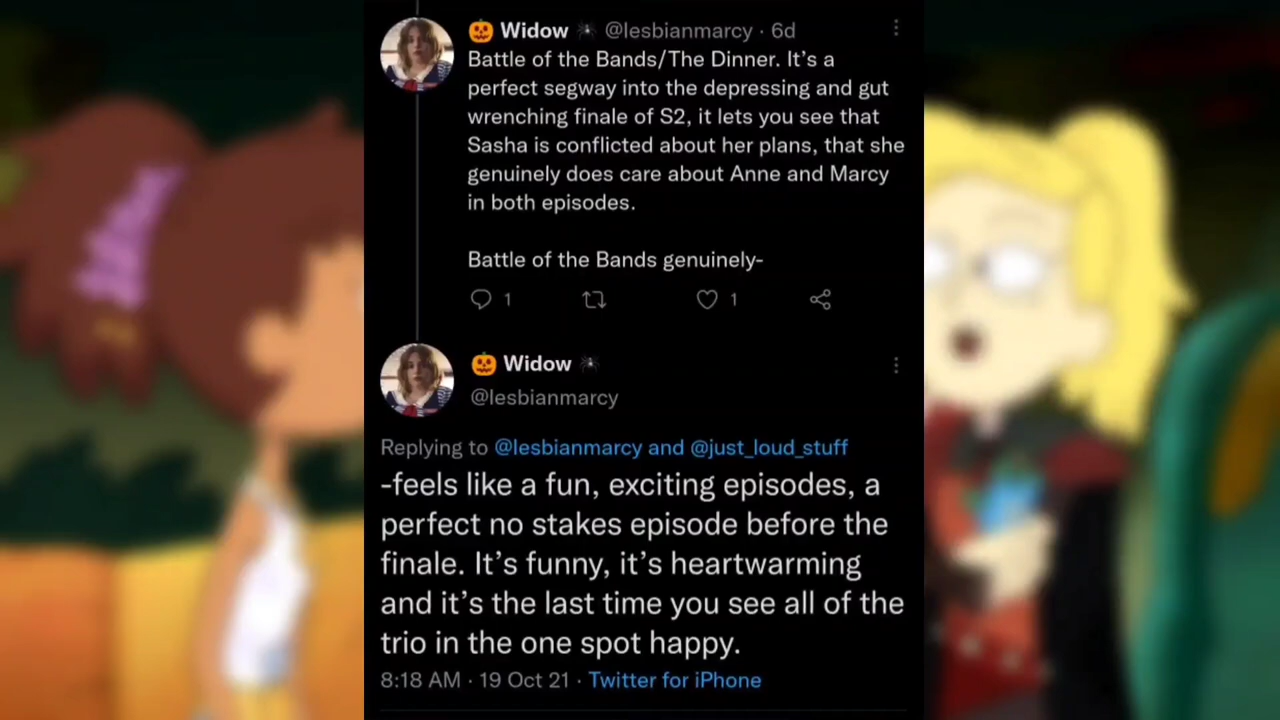 🎃 Widow 🕷 @lesbianmarcy · 6d
Battle of the Bands/The Dinner. It’s a
perfect segway into the depressing and gut
wrenching finale of S2, it lets you see that
Sasha is conflicted about her plans, that she
genuinely does care about Anne and Marcy
in both episodes.
Battle of the Bands genuinely-
1 1
🎃 Widow 🕷
@lesbianmarcy
Replying to @lesbianmarcy and @just_loud_stuff
-feels like a fun, exciting episodes, a
perfect no stakes episode before the
finale. It’s funny, it’s heartwarming
and it’s the last time you see all of the
trio in the one spot happy.
8:18 AM · 19 Oct 21 · Twitter for iPhone